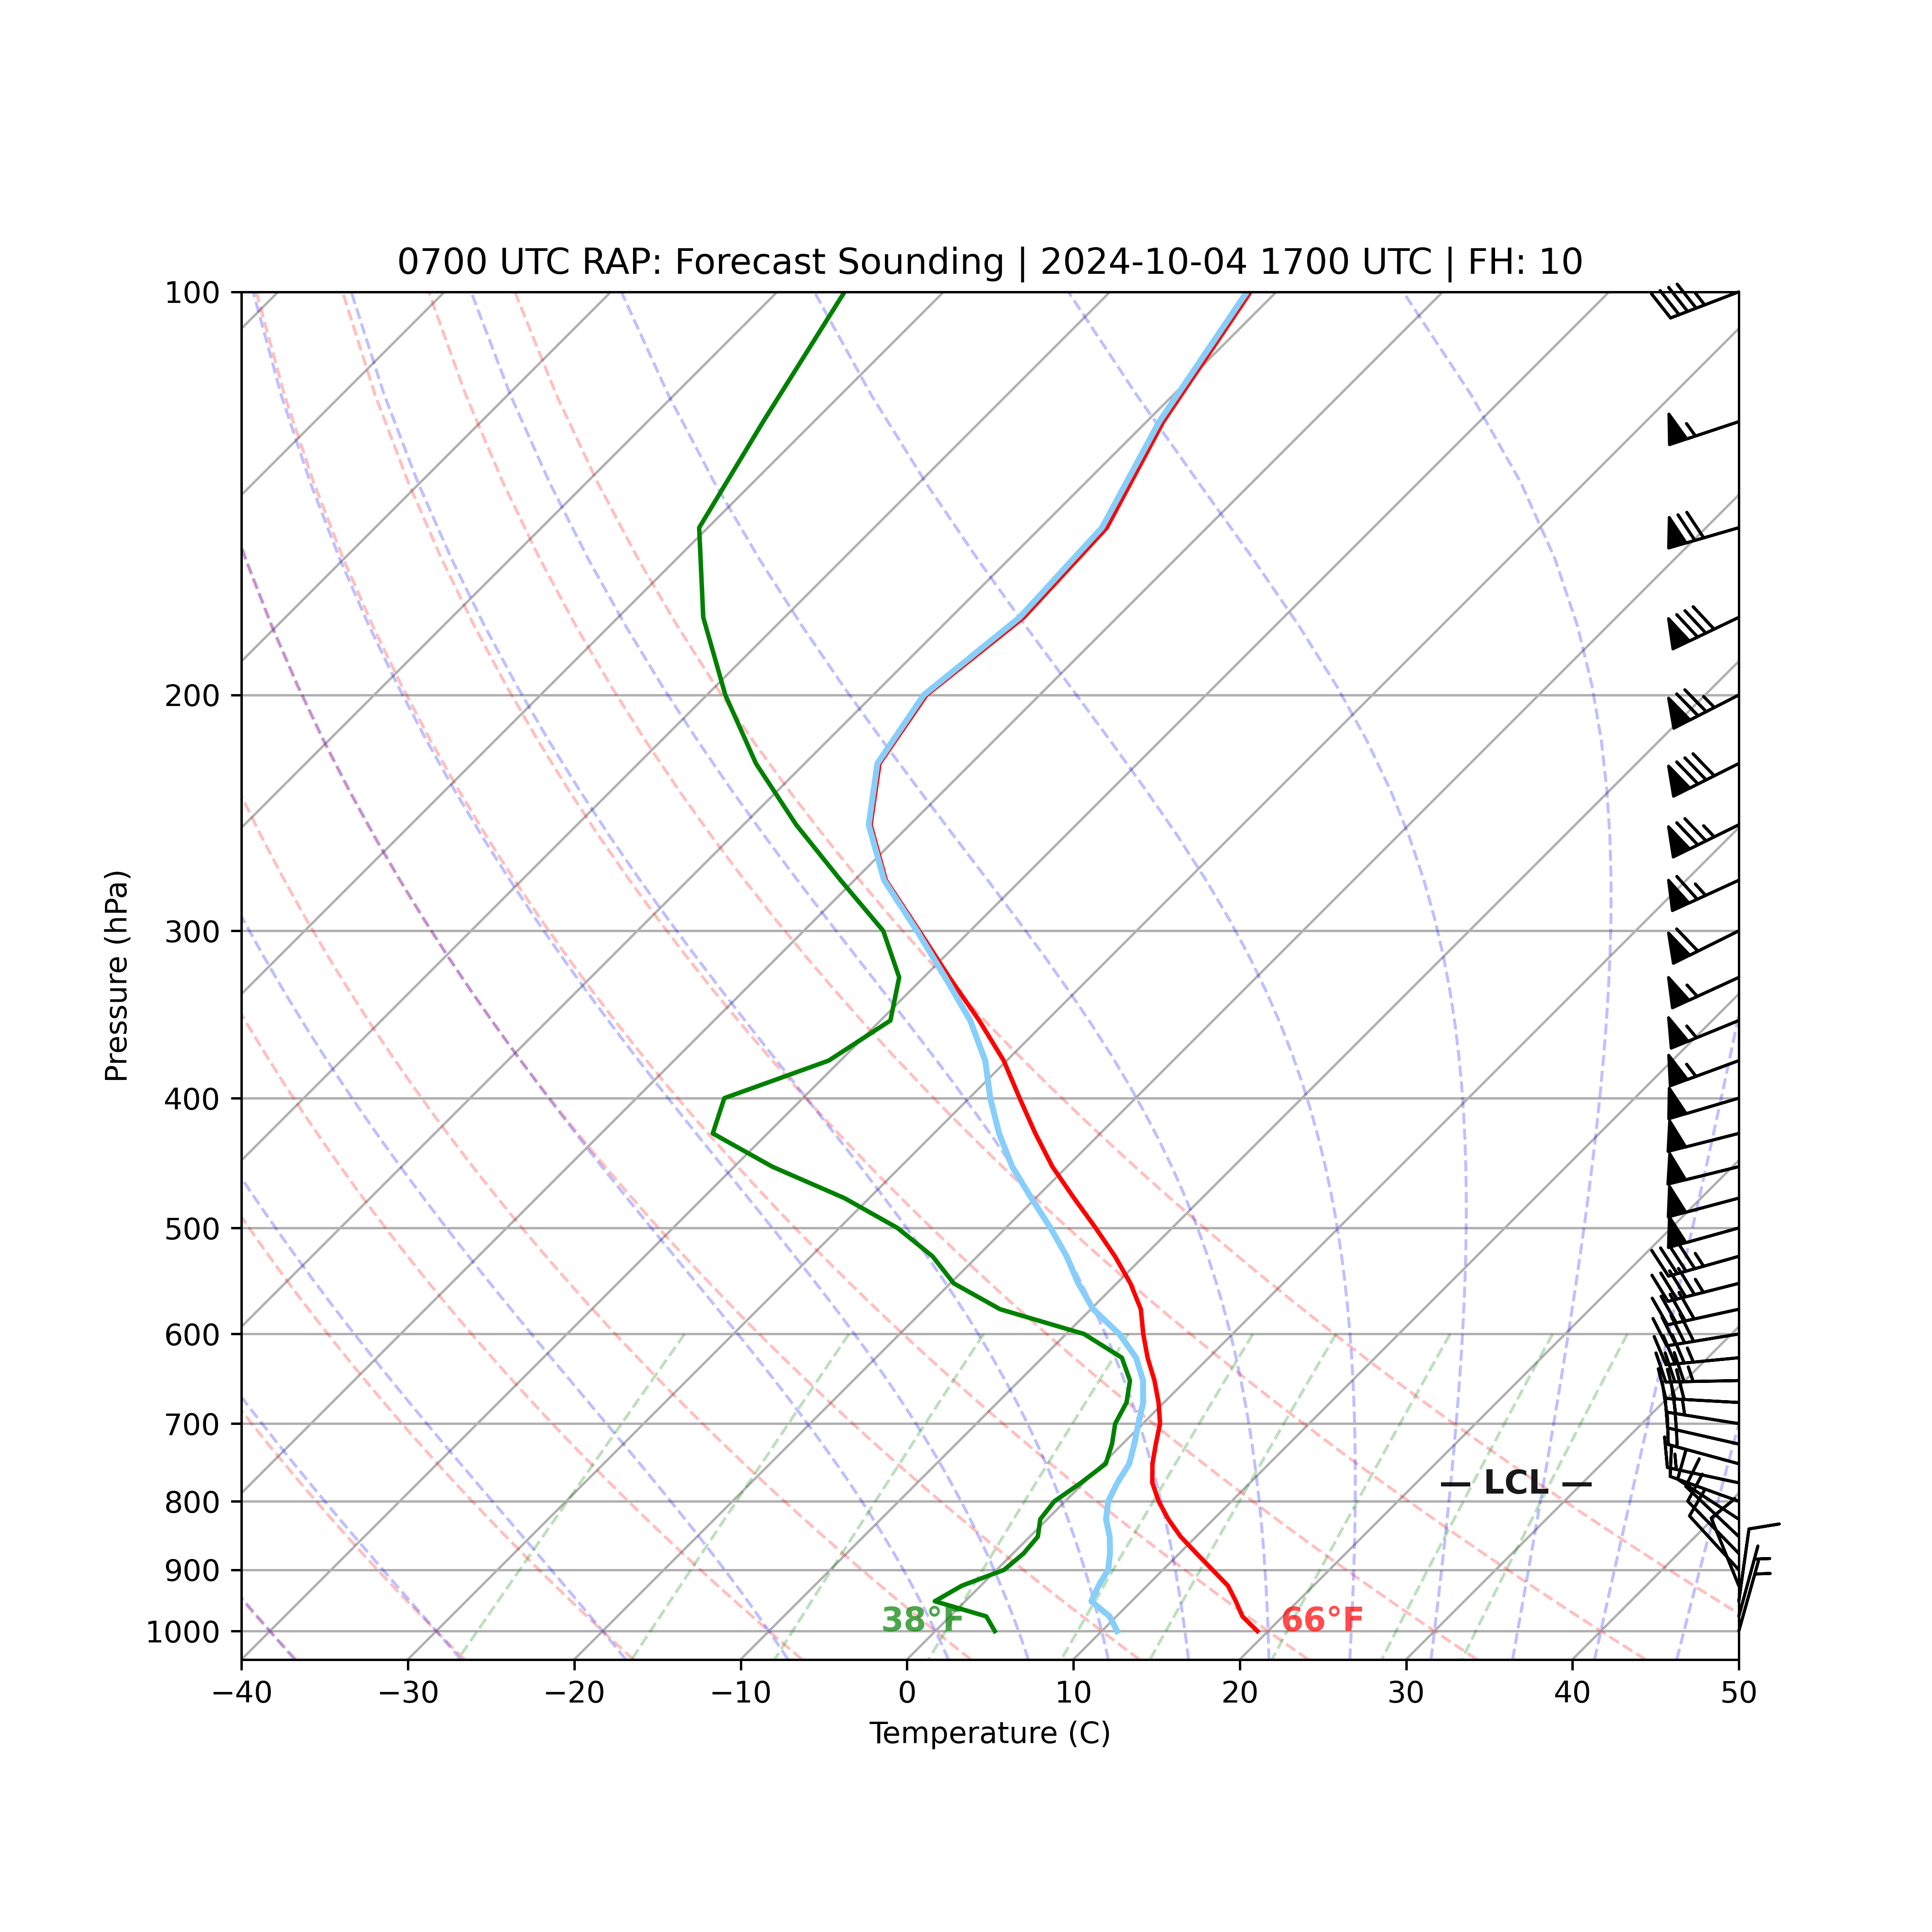 0700 UTC RAP: Forecast Sounding | 2024-10-04 1700 UTC | FH: 10
100
200
300
400
500
600
700
800
900
1000
Pressure (hPa)
— LCL —
38°F
66°F
−40 −30 −20 −10 0 10 20 30 40 50
Temperature (C)